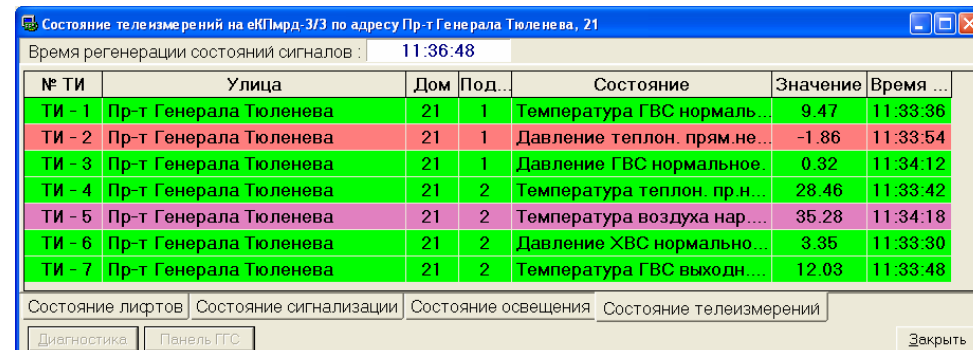 Состояние телеизмерений на еКПмрд-3/3 по адресу Пр-т Генерала Тюленева, 21
Время регенерации состояний сигналов : 11:36:48
№ ТИ Улица Дом Под... Состояние Значение Время ...
ТИ - 1 Пр-т Генерала Тюленева 21 1 Температура ГВС нормаль... 9.47 11:33:36
ТИ - 2 Пр-т Генерала Тюленева 21 1 Давление теплон. прям.не... -1.86 11:33:54
ТИ - 3 Пр-т Генерала Тюленева 21 1 Давление ГВС нормальное. 0.32 11:34:12
ТИ - 4 Пр-т Генерала Тюленева 21 2 Температура теплон. пр.н... 28.46 11:33:42
ТИ - 5 Пр-т Генерала Тюленева 21 2 Температура воздуха нар.... 35.28 11:34:18
ТИ - 6 Пр-т Генерала Тюленева 21 2 Давление ХВС нормально... 3.35 11:33:30
ТИ - 7 Пр-т Генерала Тюленева 21 2 Температура ГВС выходн.... 12.03 11:33:48
Состояние лифтов Состояние сигнализации Состояние освещения Состояние телеизмерений
Диагностика Панель ГГС Закрыть